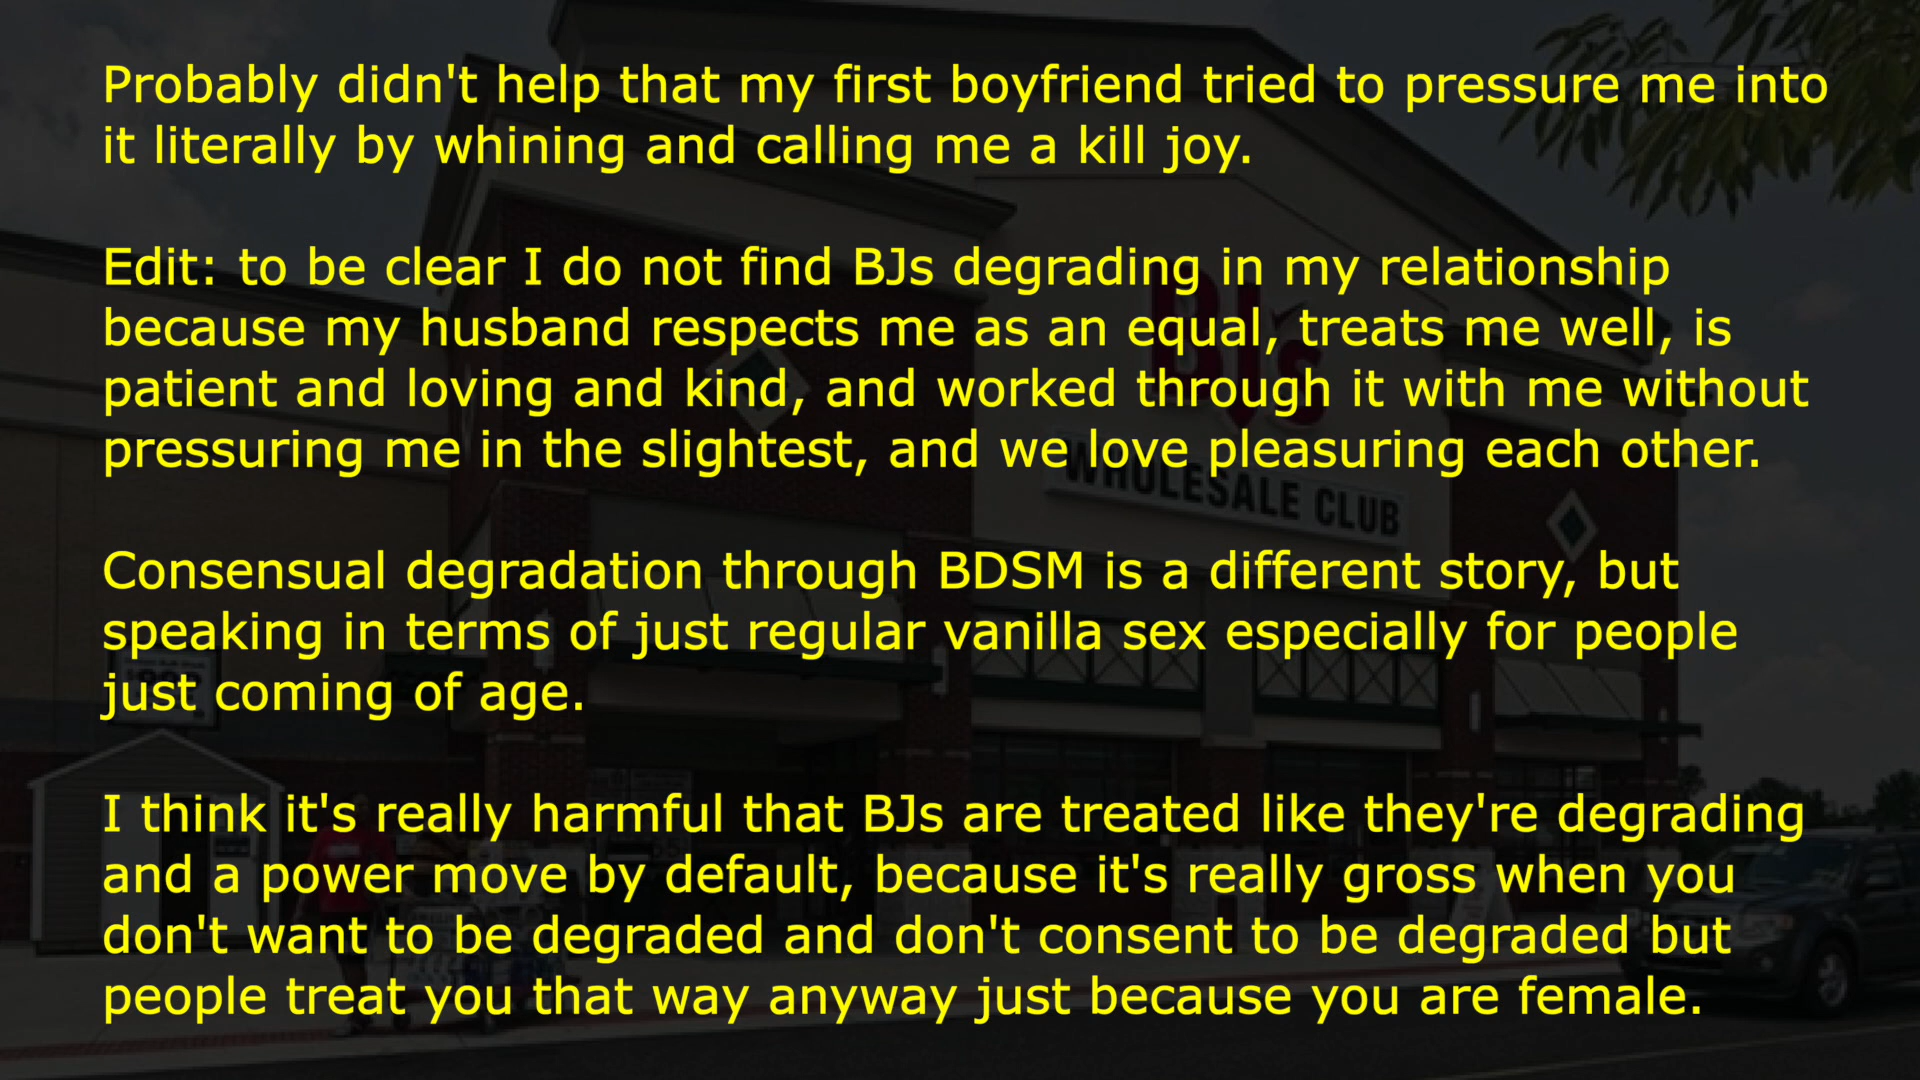 Probably didn't help that my first boyfriend tried to pressure me into
it literally by whining and calling me a kill joy.
Edit: to be clear I do not find BJs degrading in my relationship
because my husband respects me as an equal, treats me well, is
patient and loving and kind, and worked through it with me without
pressuring me in the slightest, and we love pleasuring each other.
Consensual degradation through BDSM is a different story, but
speaking in terms of just regular vanilla sex especially for people
just coming of age.
I think it's really harmful that BJs are treated like they're degrading
and a power move by default, because it's really gross when you
don't want to be degraded and don't consent to be degraded but
people treat you that way anyway just because you are female.
BJ's
WHOLESALE CLUB